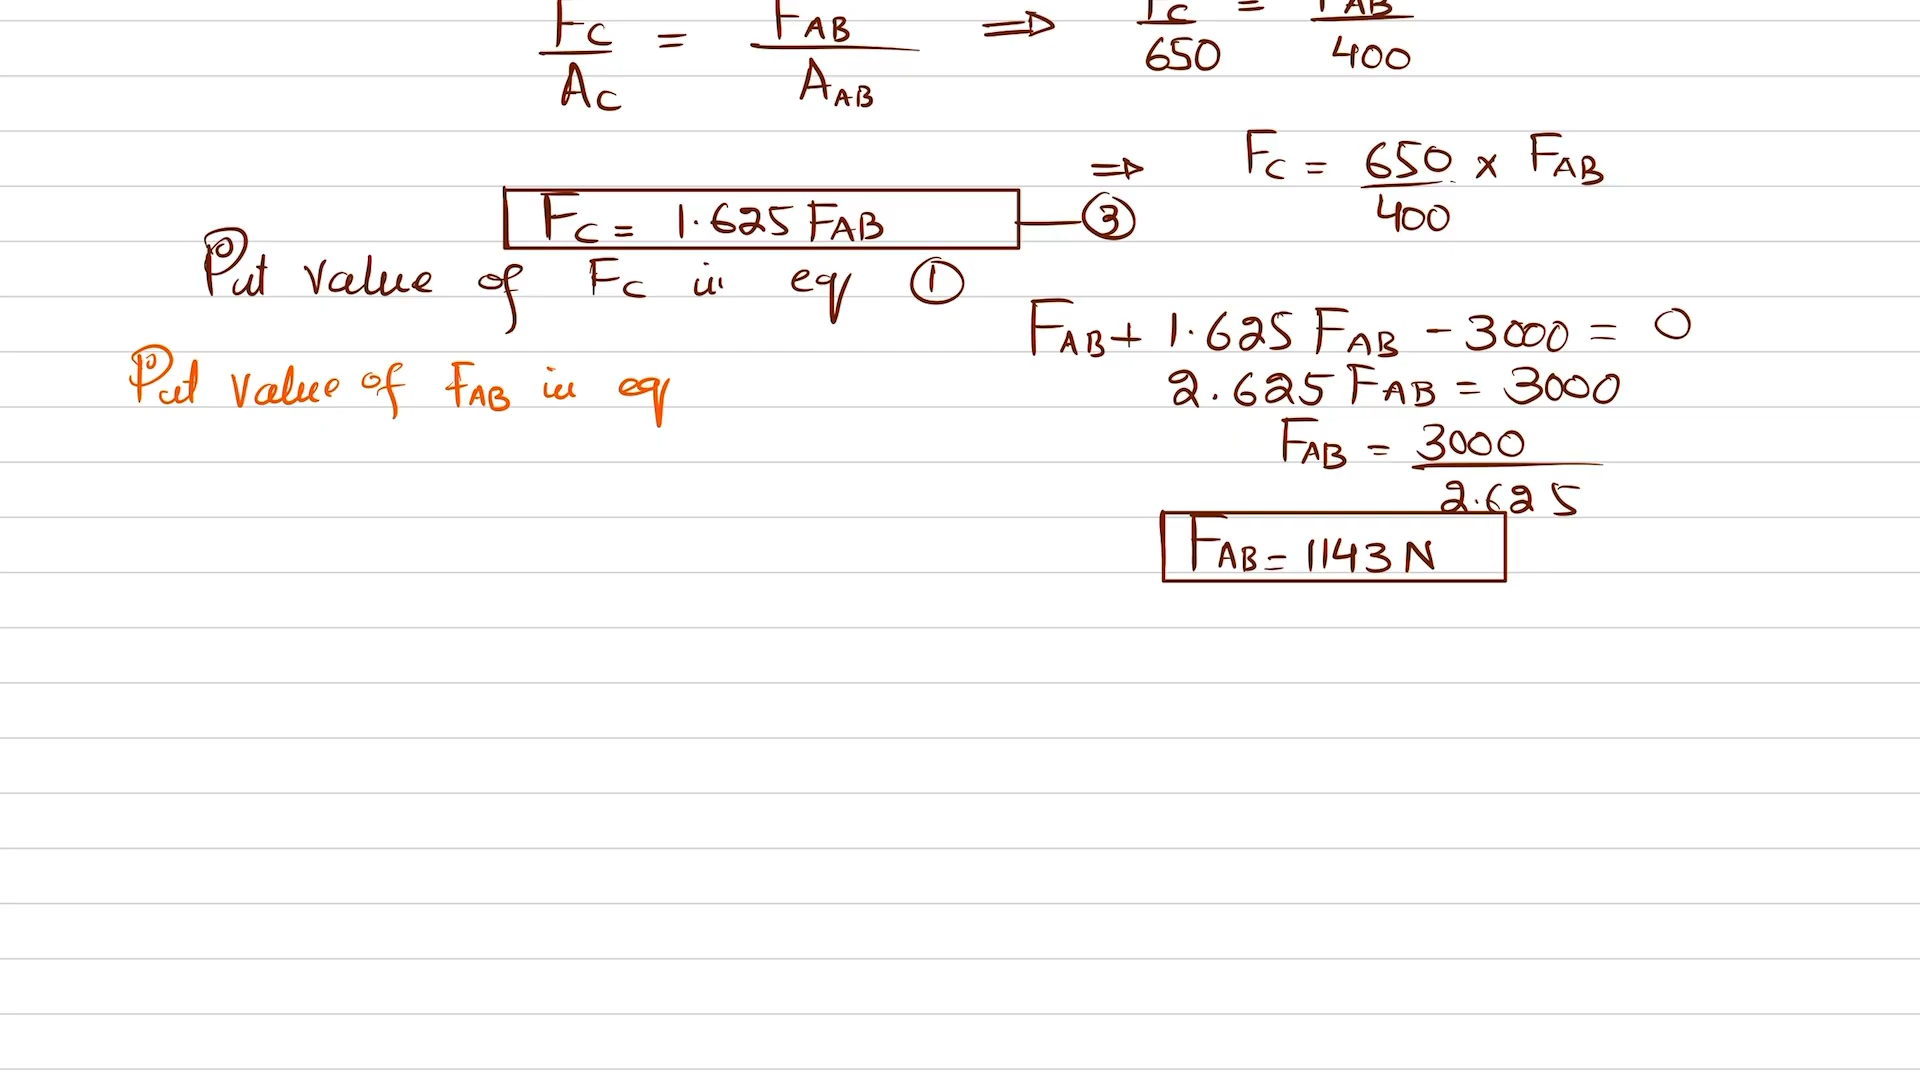 Fc/Ac = FAB/AAB ⇒ Fc/650 = FAB/400
⇒ Fc = 650/400 × FAB
Fc = 1.625 FAB — ③
Put value of Fc in eq ①
FAB + 1.625 FAB - 3000 = 0
2.625 FAB = 3000
FAB = 3000/2.625
FAB = 1143 N
Put value of FAB in eq